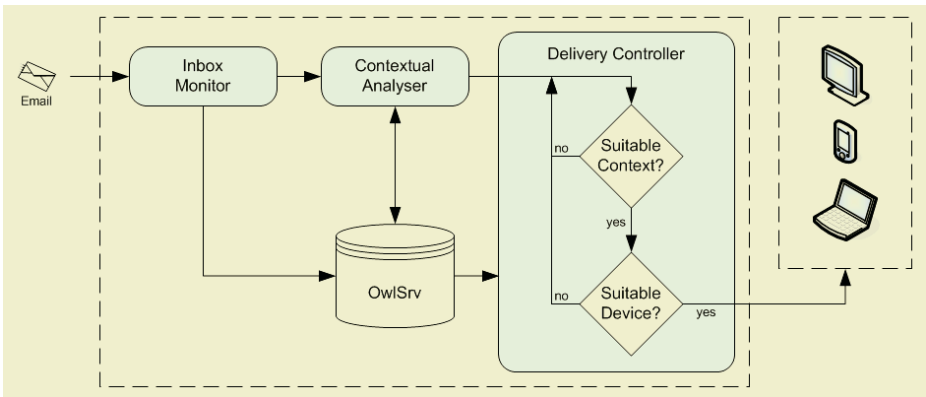 Email
Inbox
Monitor
Contextual
Analyser
Delivery Controller
Suitable
Context?
no
yes
OwlSrv
Suitable
Device?
no
yes